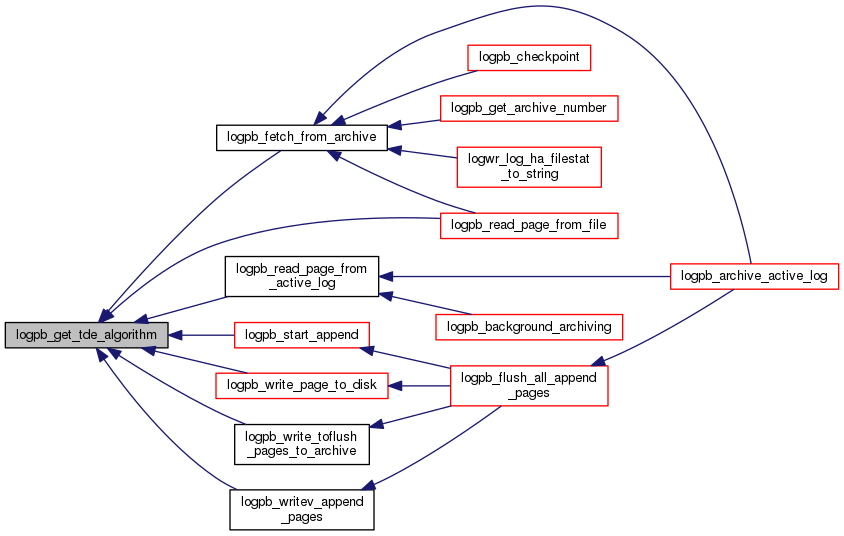 logpb_checkpoint
logpb_get_archive_number
logpb_fetch_from_archive
logwr_log_ha_filestat
_to_string
logpb_read_page_from_file
logpb_read_page_from
_active_log
logpb_archive_active_log
logpb_background_archiving
logpb_get_tde_algorithm
logpb_start_append
logpb_write_page_to_disk
logpb_flush_all_append
_pages
logpb_write_toflush
_pages_to_archive
logpb_writev_append
_pages